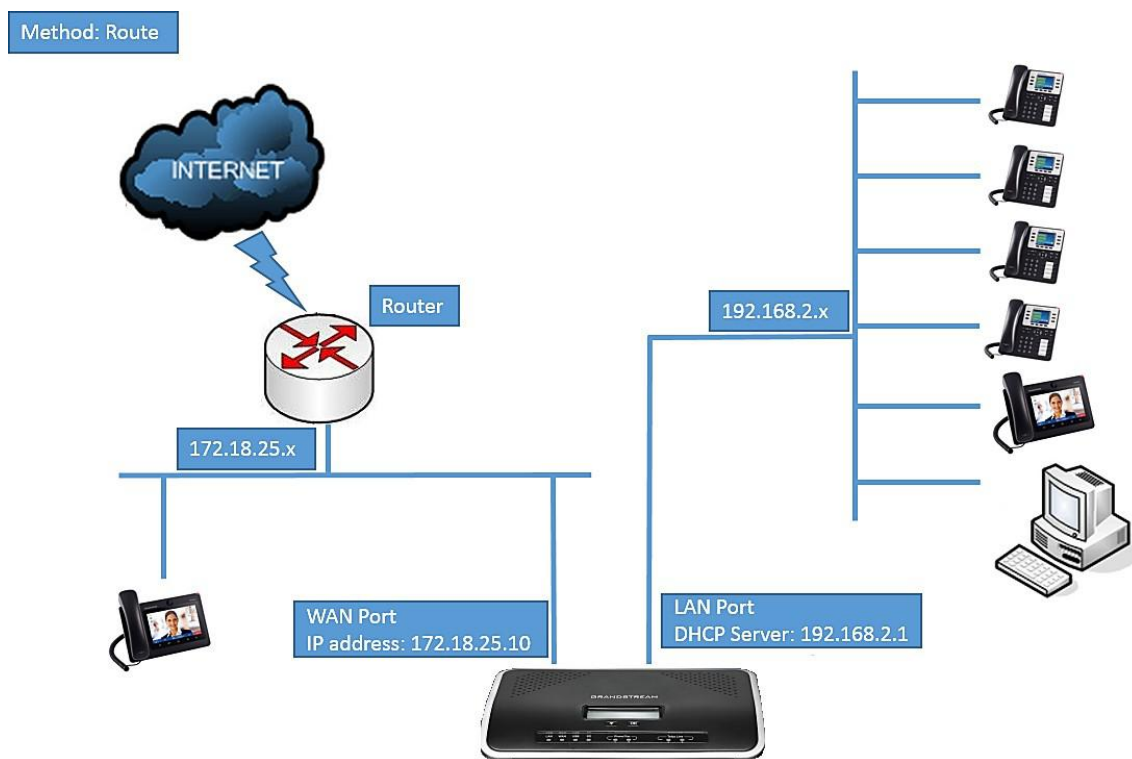 Method: Route
INTERNET
Router
192.168.2.x
172.18.25.x
WAN Port
IP address: 172.18.25.10
LAN Port
DHCP Server: 192.168.2.1
GRANDSTREAM